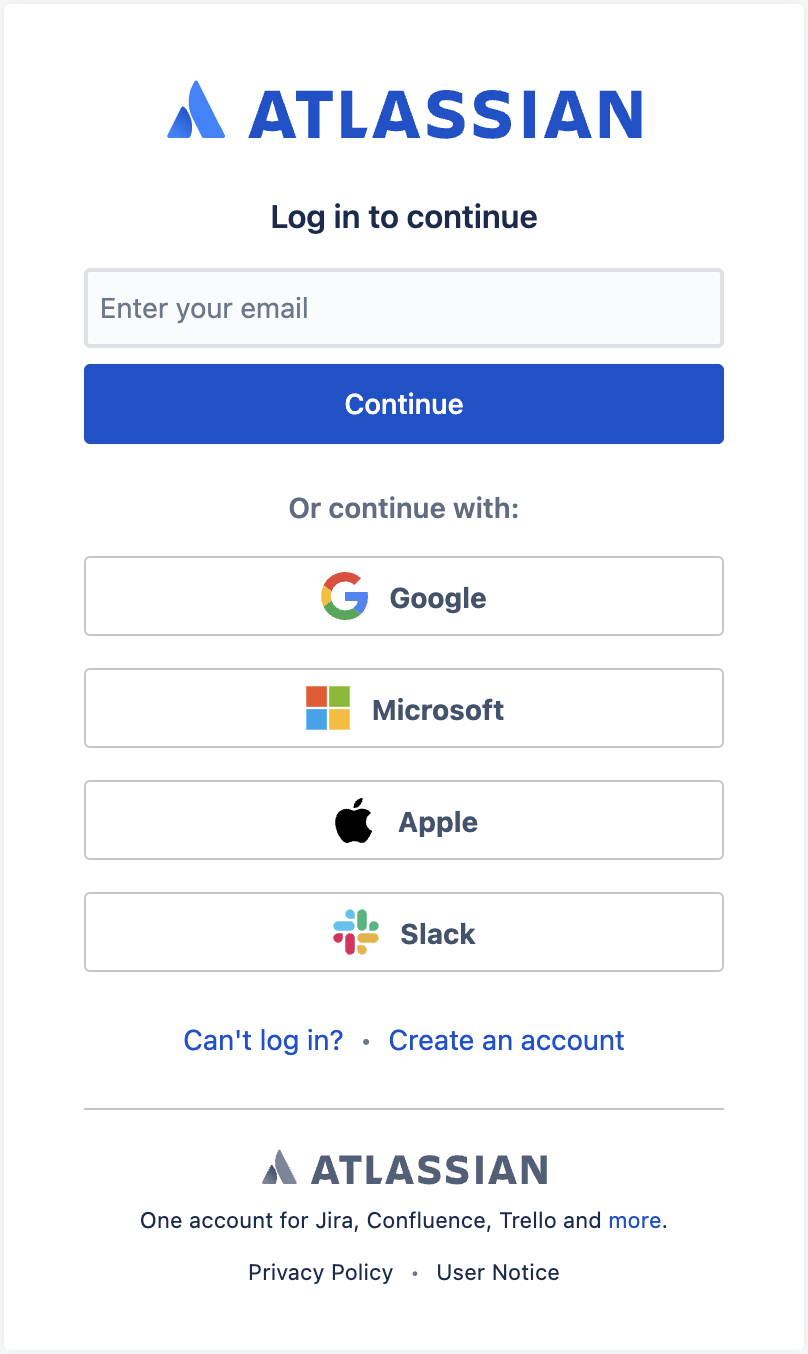 ATLASSIAN
Log in to continue
Enter your email
Continue
Or continue with:
Google
Microsoft
Apple
Slack
Can't log in? • Create an account
ATLASSIAN
One account for Jira, Confluence, Trello and more.
Privacy Policy • User Notice